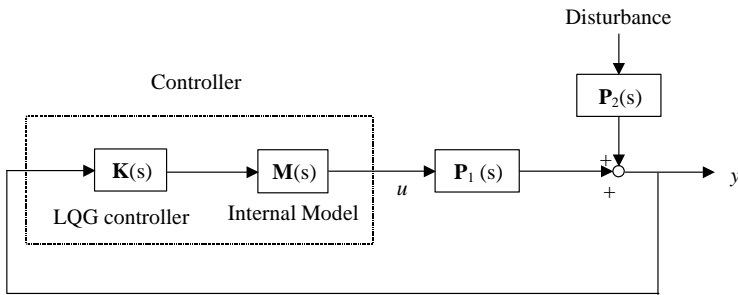 Disturbance
Controller
P₂(s)
K(s)
M(s)
P₁ (s)
+
+
y
u
LQG controller
Internal Model